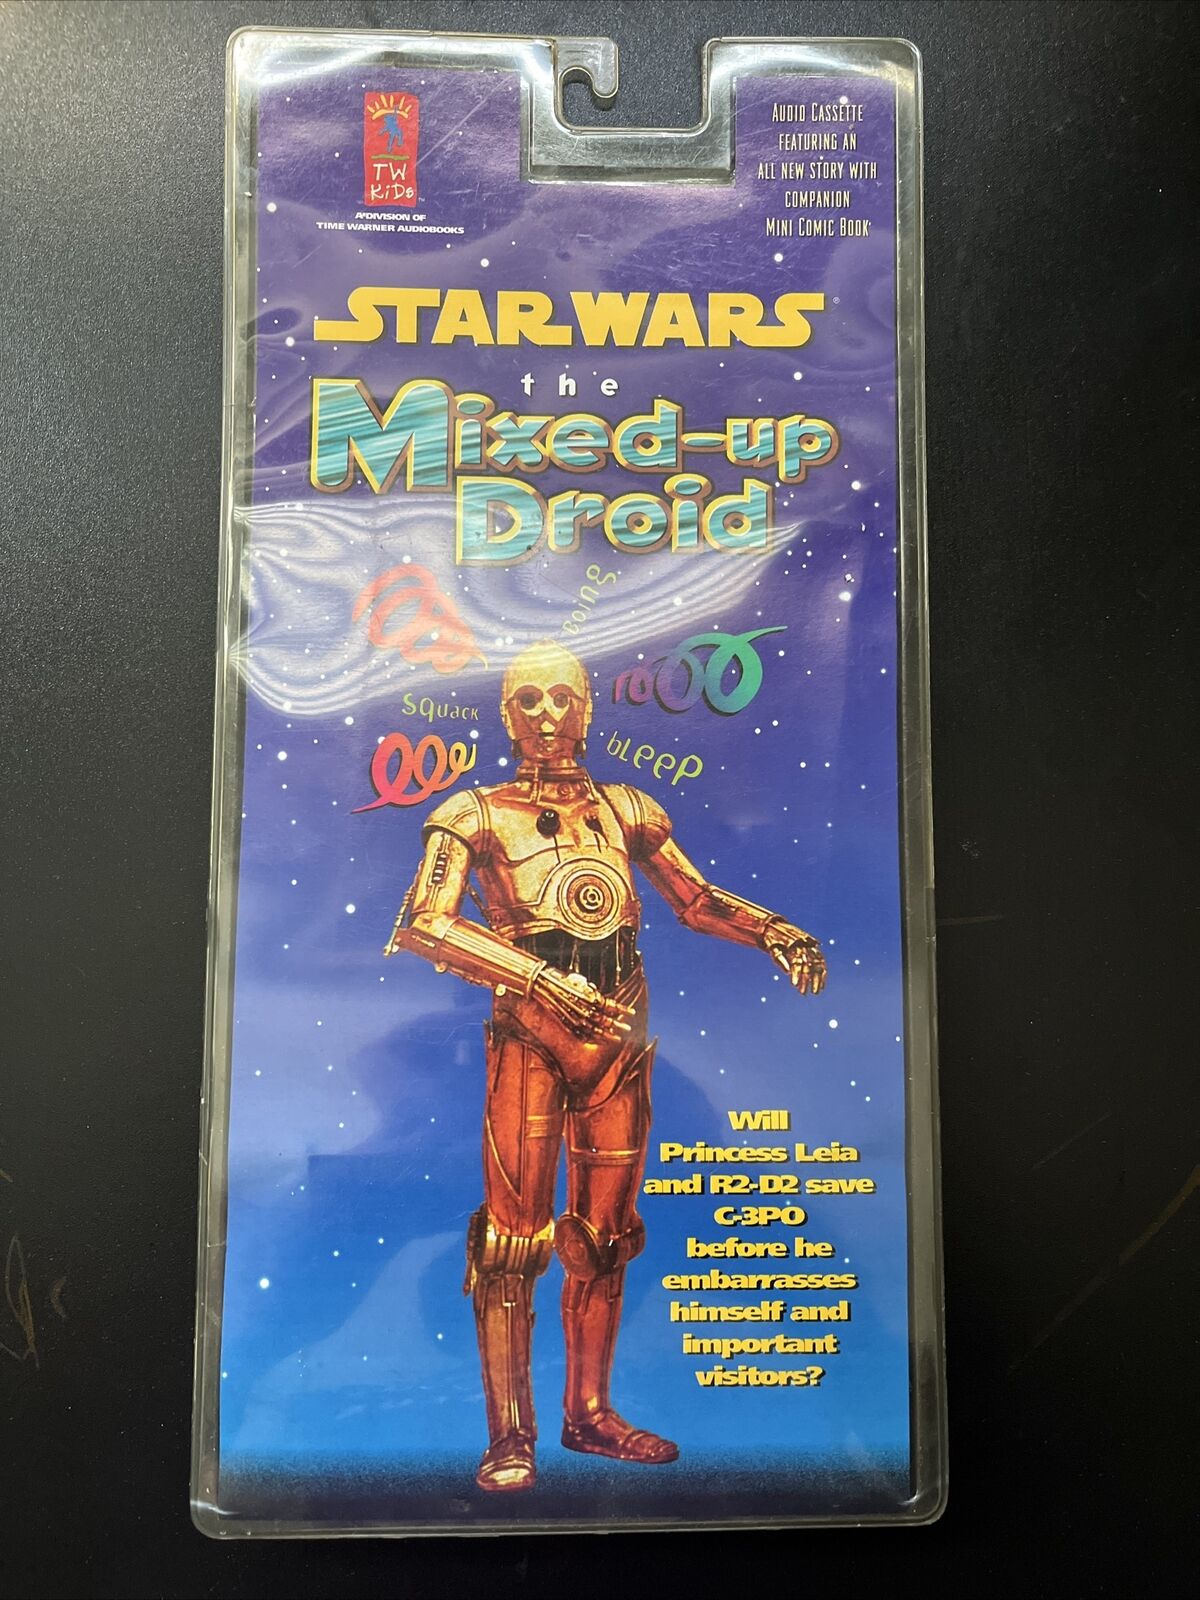 TW
KiDs™
A DIVISION OF
TIME WARNER AUDIOBOOKS
AUDIO CASSETTE
FEATURING AN
ALL NEW STORY WITH
COMPANION
MINI COMIC BOOK
STAR WARS®
the
Mixed-up
Droid
BOING
SQUACK
BLEEP
Will
Princess Leia
and R2-D2 save
C-3PO
before he
embarrasses
himself and
important
visitors?